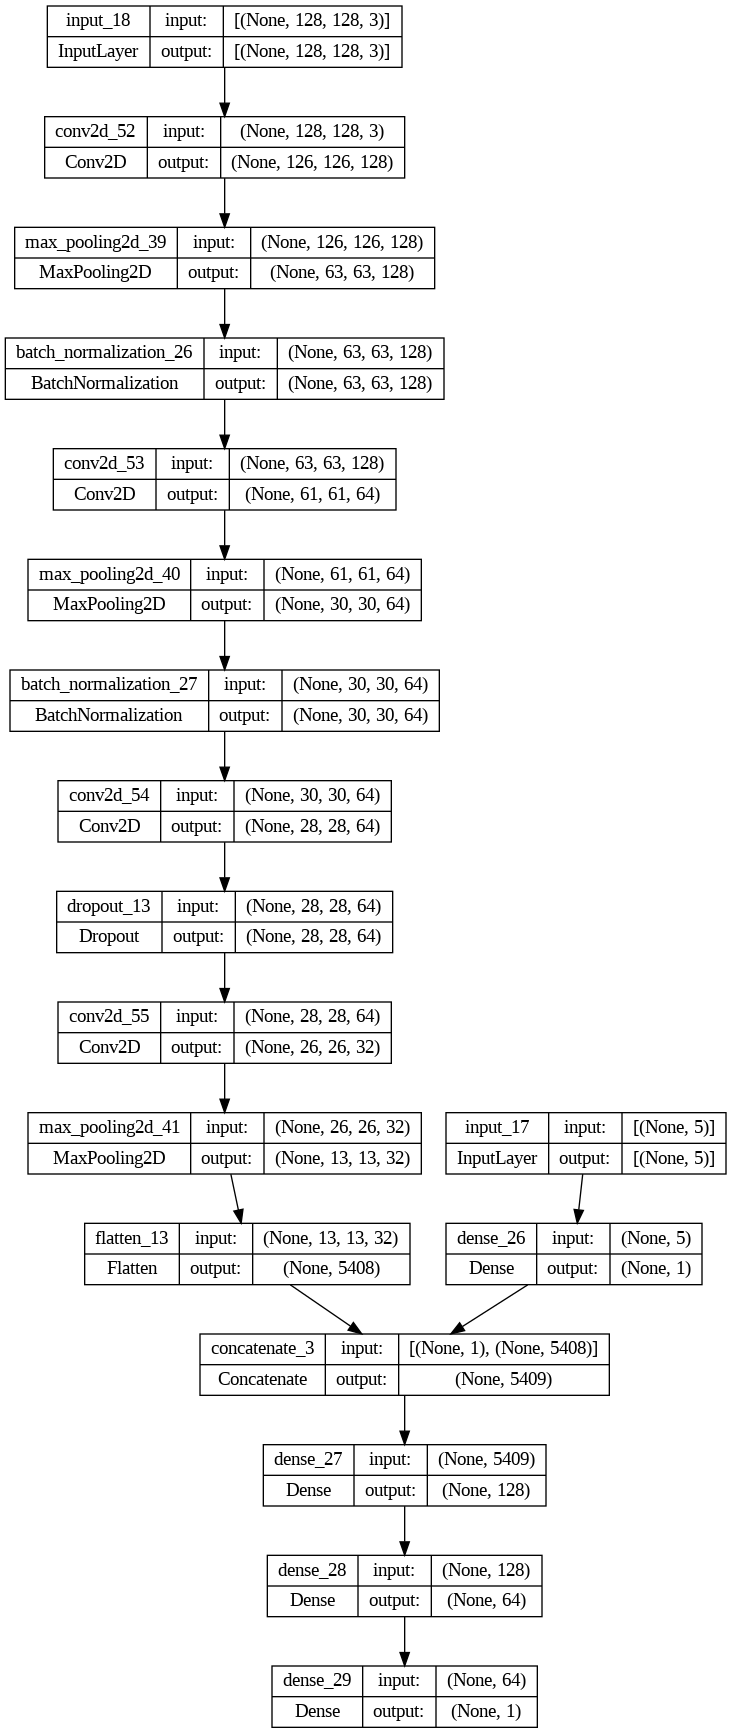 input_18 input: [(None, 128, 128, 3)]
InputLayer output: [(None, 128, 128, 3)]
conv2d_52 input: (None, 128, 128, 3)
Conv2D output: (None, 126, 126, 128)
max_pooling2d_39 input: (None, 126, 126, 128)
MaxPooling2D output: (None, 63, 63, 128)
batch_normalization_26 input: (None, 63, 63, 128)
BatchNormalization output: (None, 63, 63, 128)
conv2d_53 input: (None, 63, 63, 128)
Conv2D output: (None, 61, 61, 64)
max_pooling2d_40 input: (None, 61, 61, 64)
MaxPooling2D output: (None, 30, 30, 64)
batch_normalization_27 input: (None, 30, 30, 64)
BatchNormalization output: (None, 30, 30, 64)
conv2d_54 input: (None, 30, 30, 64)
Conv2D output: (None, 28, 28, 64)
dropout_13 input: (None, 28, 28, 64)
Dropout output: (None, 28, 28, 64)
conv2d_55 input: (None, 28, 28, 64)
Conv2D output: (None, 26, 26, 32)
max_pooling2d_41 input: (None, 26, 26, 32)
MaxPooling2D output: (None, 13, 13, 32)
input_17 input: [(None, 5)]
InputLayer output: [(None, 5)]
flatten_13 input: (None, 13, 13, 32)
Flatten output: (None, 5408)
dense_26 input: (None, 5)
Dense output: (None, 1)
concatenate_3 input: [(None, 1), (None, 5408)]
Concatenate output: (None, 5409)
dense_27 input: (None, 5409)
Dense output: (None, 128)
dense_28 input: (None, 128)
Dense output: (None, 64)
dense_29 input: (None, 64)
Dense output: (None, 1)